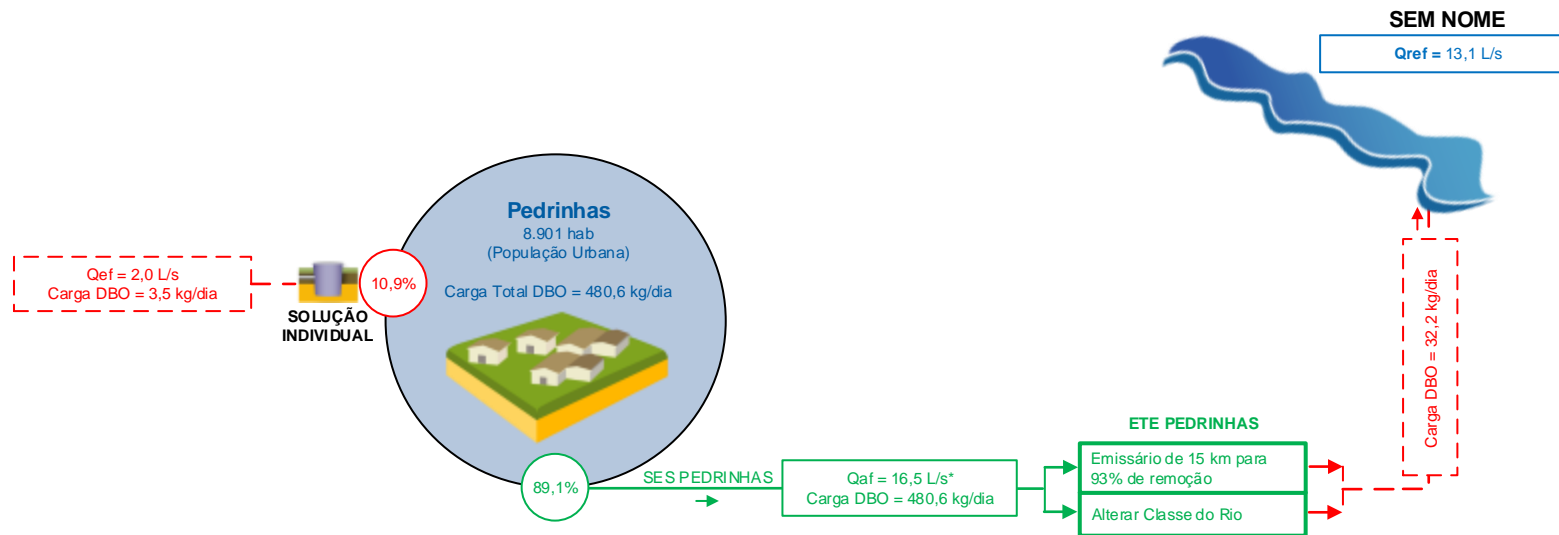 SEM NOME
Qref = 13,1 L/s
Pedrinhas
8.901 hab
(População Urbana)
Carga Total DBO = 480,6 kg/dia
Qef = 2,0 L/s
Carga DBO = 3,5 kg/dia
10,9%
SOLUÇÃO
INDIVIDUAL
89,1%
SES PEDRINHAS
Qaf = 16,5 L/s*
Carga DBO = 480,6 kg/dia
ETE PEDRINHAS
Emissário de 15 km para
93% de remoção
Alterar Classe do Rio
Carga DBO = 32,2 kg/dia